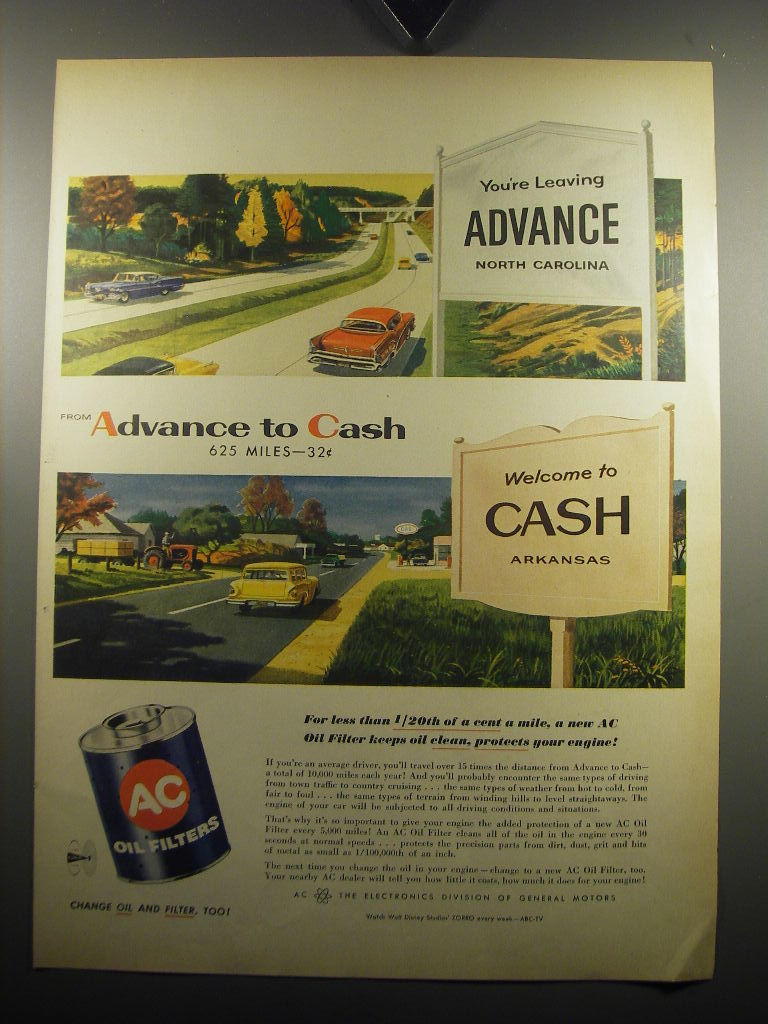 You're Leaving
ADVANCE
NORTH CAROLINA
FROM Advance to Cash
625 MILES—32¢
Welcome to
CASH
ARKANSAS
For less than 1/20th of a cent a mile, a new AC
Oil Filter keeps oil clean, protects your engine!
If you're an average driver, you'll travel over 15 times the distance from Advance to Cash—
a total of 10,000 miles each year! And you'll probably encounter the same types of driving
from town traffic to country cruising . . . the same types of weather from hot to cold, from
fair to foul . . . the same types of terrain from winding hills to level straightaways. The
engine of your car will be subjected to all driving conditions and situations.
That's why it's so important to give your engine the added protection of a new AC Oil
Filter every 5,000 miles! An AC Oil Filter cleans all of the oil in the engine every 30
seconds at normal speeds . . . protects the precision parts from dirt, dust, grit and bits
of metal as small as 1/100,000th of an inch.
The next time you change the oil in your engine—change to a new AC Oil Filter, too.
Your nearby AC dealer will tell you how little it costs, how much it does for your engine!
AC
OIL FILTERS
CHANGE OIL AND FILTER, TOO!
AC THE ELECTRONICS DIVISION OF GENERAL MOTORS
Watch Walt Disney Studios' ZORRO every week—ABC-TV